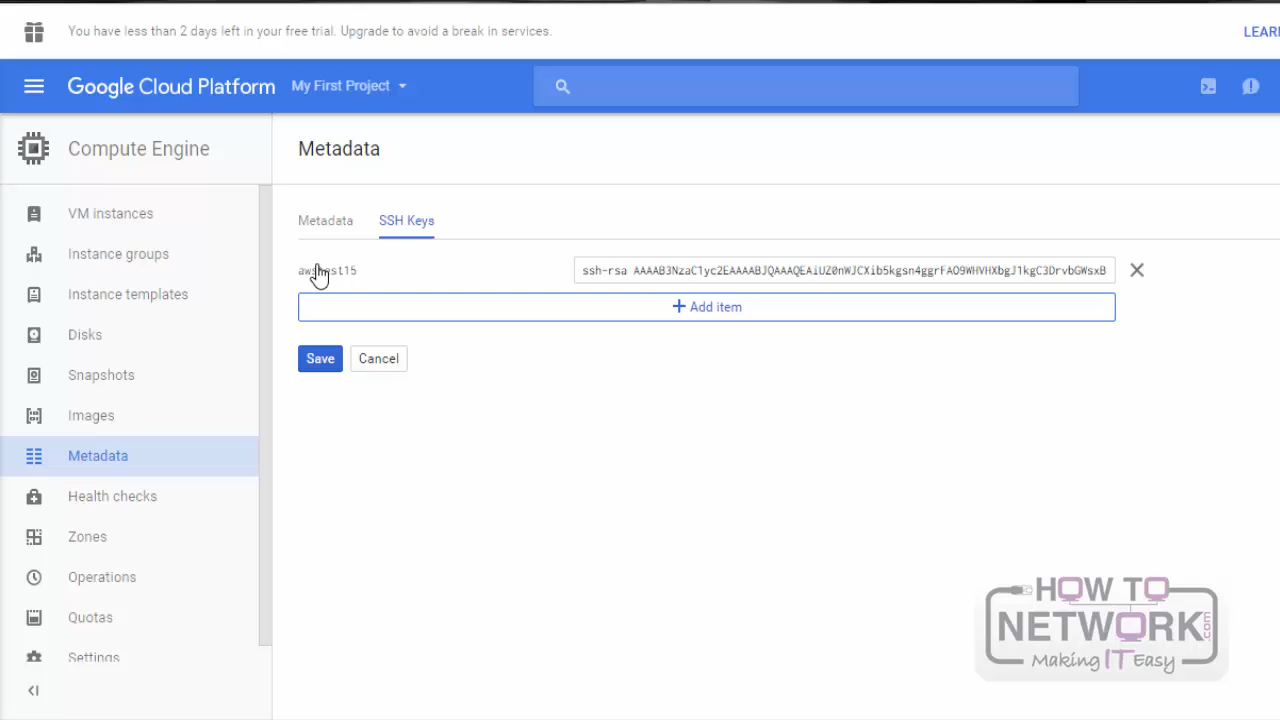 You have less than 2 days left in your free trial. Upgrade to avoid a break in services.
LEARN
Google Cloud Platform
My First Project
Compute Engine
Metadata
VM instances
Instance groups
Instance templates
Disks
Snapshots
Images
Metadata
Health checks
Zones
Operations
Quotas
Settings
Metadata
SSH Keys
ssh-rsa
Add item
Save
Cancel
HOW TO
NETWORK.com
Making IT Easy